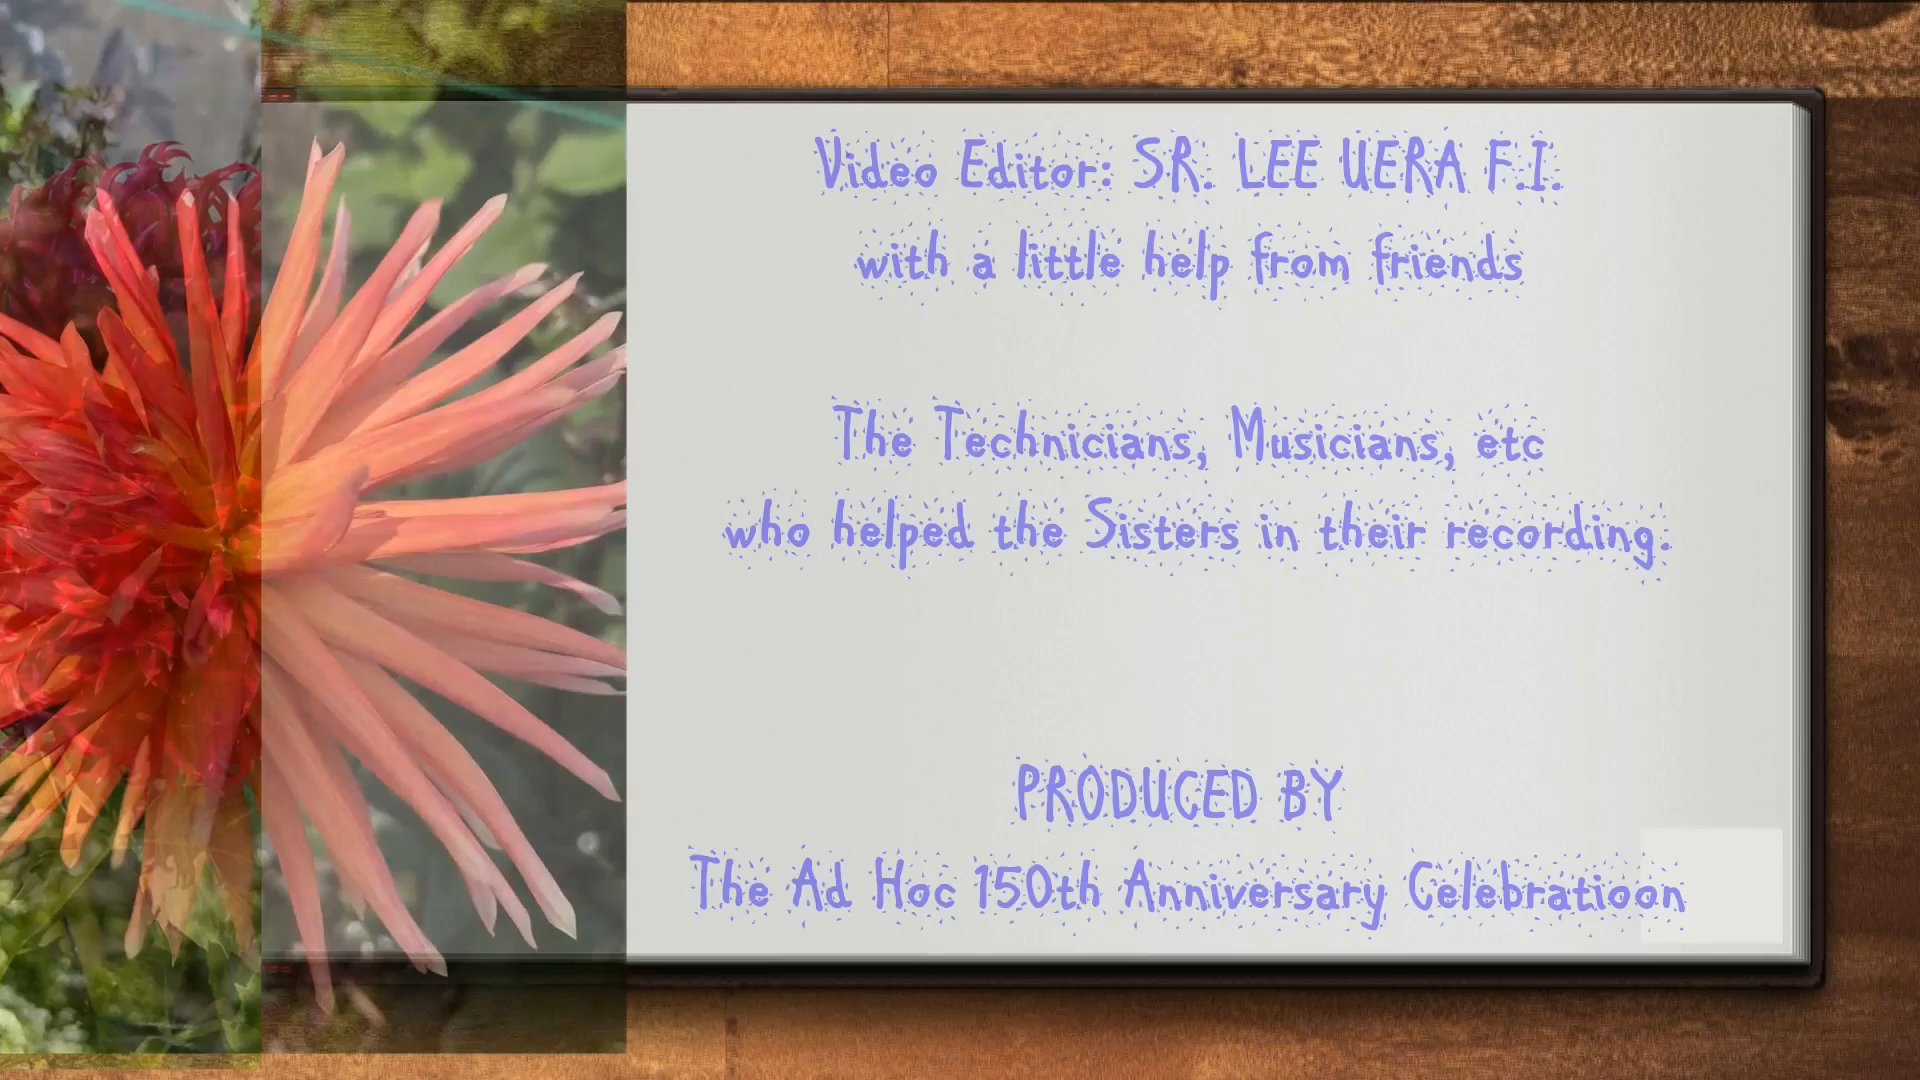 Video Editor: SR. LEE UERA F.I.
with a little help from friends
The Technicians, Musicians, etc
who helped the Sisters in their recording.
PRODUCED BY
The Ad Hoc 150th Anniversary Celebratioon